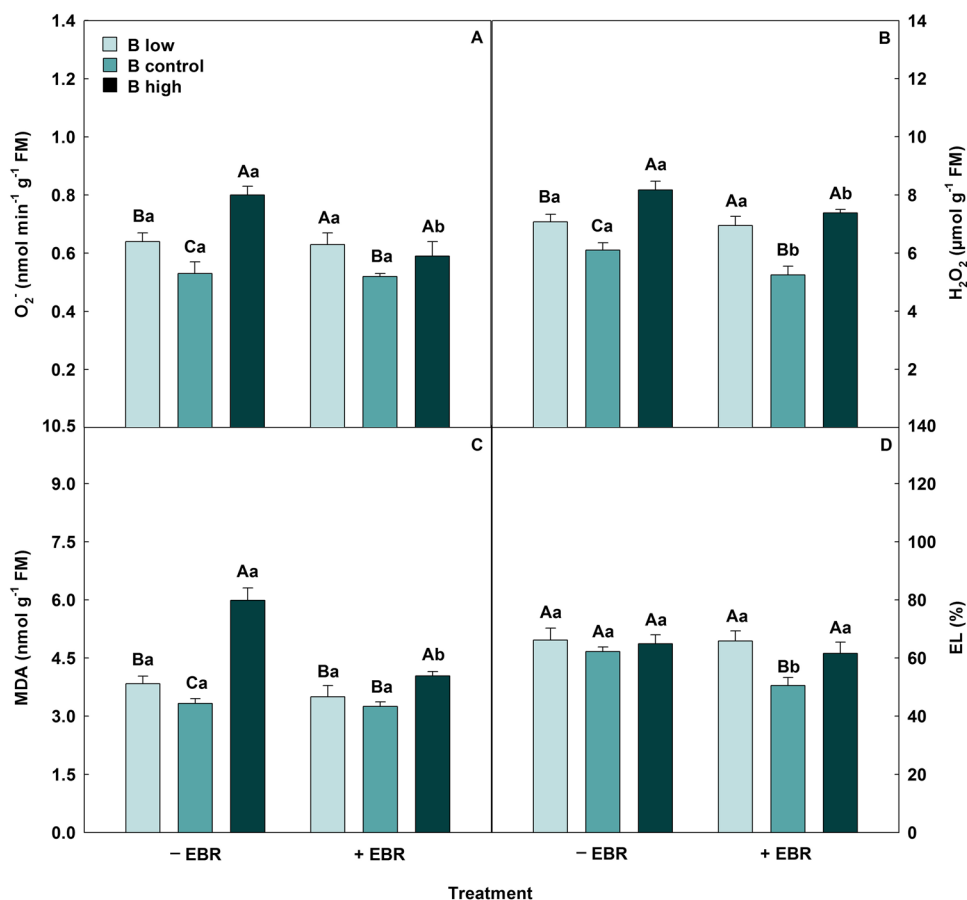 1.4
1.2
1.0
0.8
0.6
0.4
0.2
10.5
O₂⁻ (nmol min⁻¹ g⁻¹ FM)
B low
B control
B high
A
Ba
Ca
Aa
Aa
Ba
Ab
B
Ba
Ca
Aa
Aa
Bb
Ab
14
12
10
8
6
4
2
140
H₂O₂ (µmol g⁻¹ FM)
9.0
7.5
6.0
4.5
3.0
1.5
0.0
MDA (nmol g⁻¹ FM)
C
Ba
Ca
Aa
Ba
Ba
Ab
D
Aa
Aa
Aa
Aa
Bb
Aa
120
100
80
60
40
20
0
EL (%)
– EBR
+ EBR
– EBR
+ EBR
Treatment